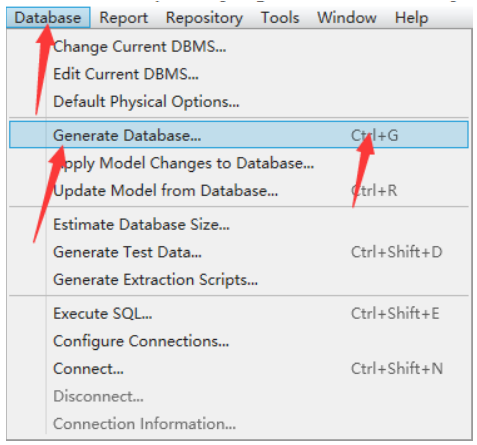 Database Report Repository Tools Window Help
Change Current DBMS...
Edit Current DBMS...
Default Physical Options...
Generate Database... Ctrl+G
Apply Model Changes to Database...
Update Model from Database... Ctrl+R
Estimate Database Size...
Generate Test Data... Ctrl+Shift+D
Generate Extraction Scripts...
Execute SQL... Ctrl+Shift+E
Configure Connections...
Connect... Ctrl+Shift+N
Disconnect...
Connection Information...